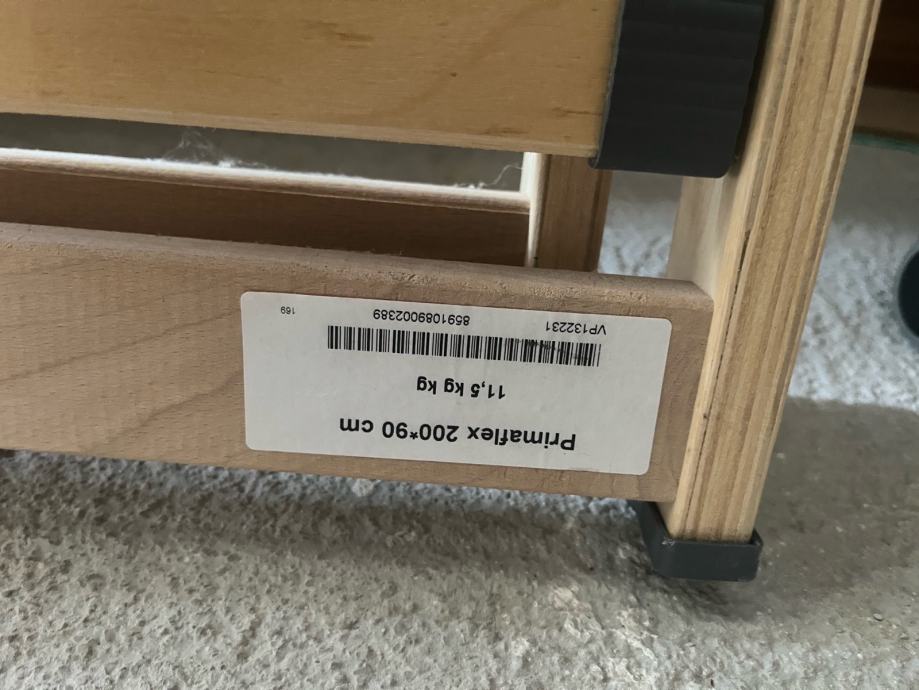 Primaflex 200*90 cm
11,5 kg kg
VP132231 8591089002389 169